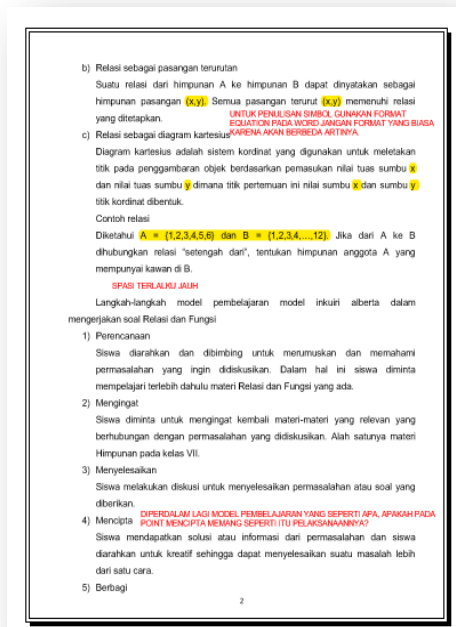 b) Relasi sebagai pasangan terurutan
Suatu relasi dari himpunan A ke himpunan B dapat dinyatakan sebagai
himpunan pasangan (x,y). Semua pasangan terurut (x,y) memenuhi relasi
yang ditetapkan.
UNTUK PENULISAN SIMBOL GUNAKAN FORMAT
EQUATION PADA WORD JANGAN FORMAT YANG BIASA
KARENA AKAN BERBEDA ARTINYA
c) Relasi sebagai diagram kartesius
Diagram kartesius adalah sistem kordinat yang digunakan untuk meletakan
titik pada penggambaran objek berdasarkan pemasukan nilai tuas sumbu x
dan nilai tuas sumbu y dimana titik pertemuan ini nilai sumbu x dan sumbu y
titik kordinat dibentuk.
Contoh relasi
Diketahui A = {1,2,3,4,5,6} dan B = {1,2,3,4,...,12}. Jika dari A ke B
dihubungkan relasi "setengah dari", tentukan himpunan anggota A yang
mempunyai kawan di B.
SPASI TERLALKU JAUH
Langkah-langkah model pembelajaran model inkuiri alberta dalam
mengerjakan soal Relasi dan Fungsi
1) Perencanaan
Siswa diarahkan dan dibimbing untuk merumuskan dan memahami
permasalahan yang ingin didiskusikan. Dalam hal ini siswa diminta
mempelajari terlebih dahulu materi Relasi dan Fungsi yang ada.
2) Mengingat
Siswa diminta untuk mengingat kembali materi-materi yang relevan yang
berhubungan dengan permasalahan yang didiskusikan. Alah satunya materi
Himpunan pada kelas VII.
3) Menyelesaikan
Siswa melakukan diskusi untuk menyelesaikan permasalahan atau soal yang
diberikan.
DIPERDALAM LAGI MODEL PEMBELAJARAN YANG SEPERTI APA, APAKAH PADA
POINT MENCIPTA MEMANG SEPERTI ITU PELAKSANAANNYA?
4) Mencipta
Siswa mendapatkan solusi atau informasi dari permasalahan dan siswa
diarahkan untuk kreatif sehingga dapat menyelesaikan suatu masalah lebih
dari satu cara.
5) Berbagi
2